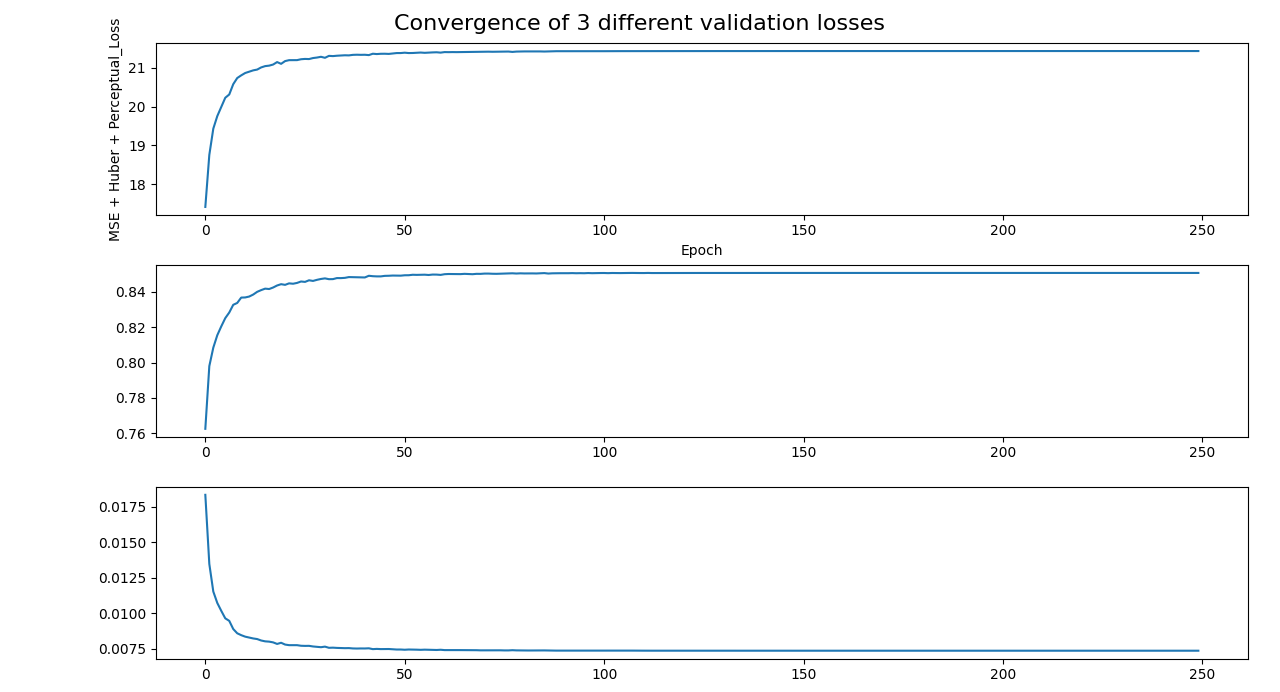 Convergence of 3 different validation losses
MSE + Huber + Perceptual_Loss
21
20
19
18
0 50 100 150 200 250
Epoch
0.84
0.82
0.80
0.78
0.76
0 50 100 150 200 250
0.0175
0.0150
0.0125
0.0100
0.0075
0 50 100 150 200 250